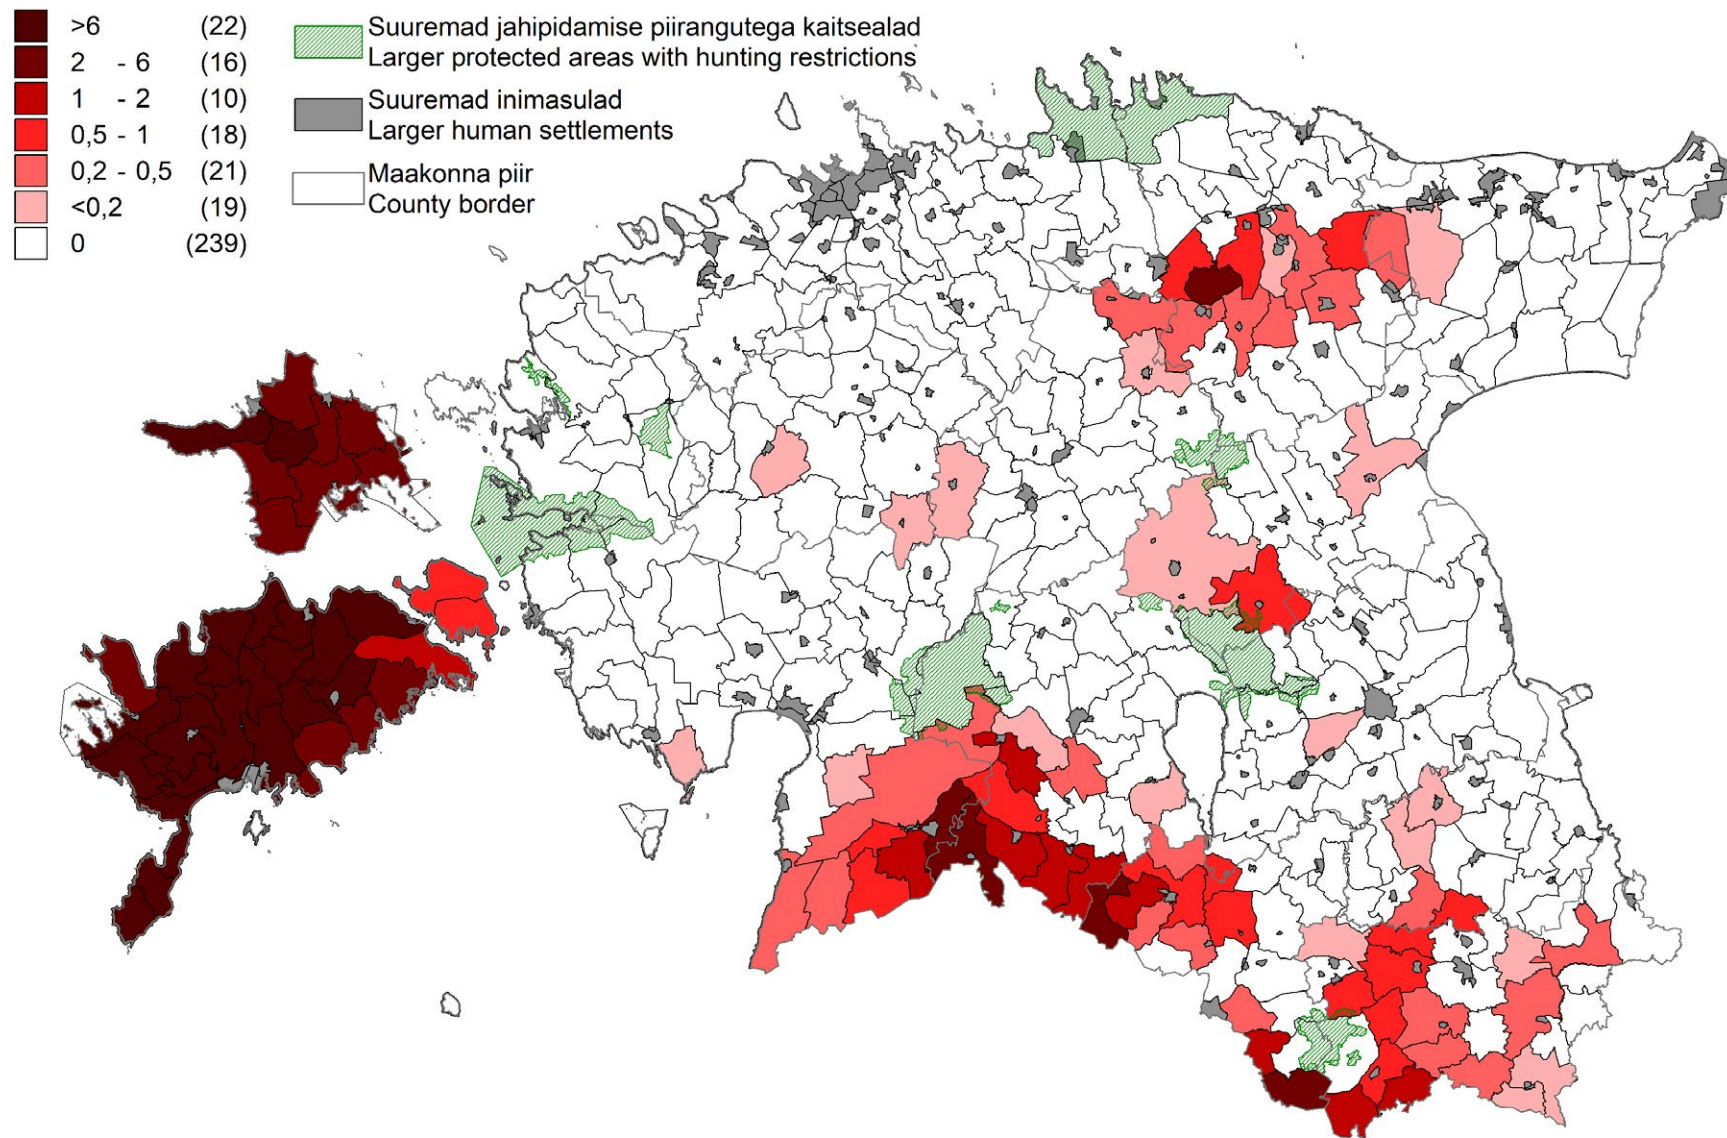 >6 (22)
2 - 6 (16)
1 - 2 (10)
0,5 - 1 (18)
0,2 - 0,5 (21)
<0,2 (19)
0 (239)
Suuremad jahipidamise piirangutega kaitsealad
Larger protected areas with hunting restrictions
Suuremad inimasulad
Larger human settlements
Maakonna piir
County border